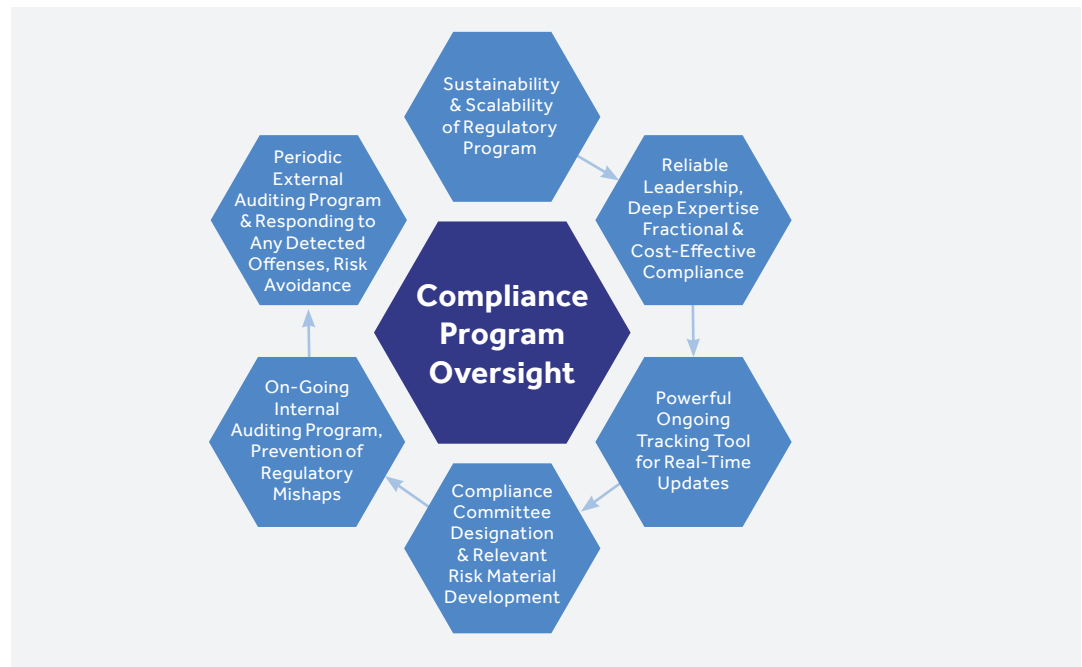 Sustainability
& Scalability
of Regulatory
Program
Reliable
Leadership,
Deep Expertise
Fractional &
Cost-Effective
Compliance
Powerful
Ongoing
Tracking Tool
for Real-Time
Updates
Compliance
Committee
Designation
& Relevant
Risk Material
Development
On-Going
Internal
Auditing Program,
Prevention of
Regulatory
Mishaps
Periodic
External
Auditing Program
& Responding to
Any Detected
Offenses, Risk
Avoidance
Compliance
Program
Oversight